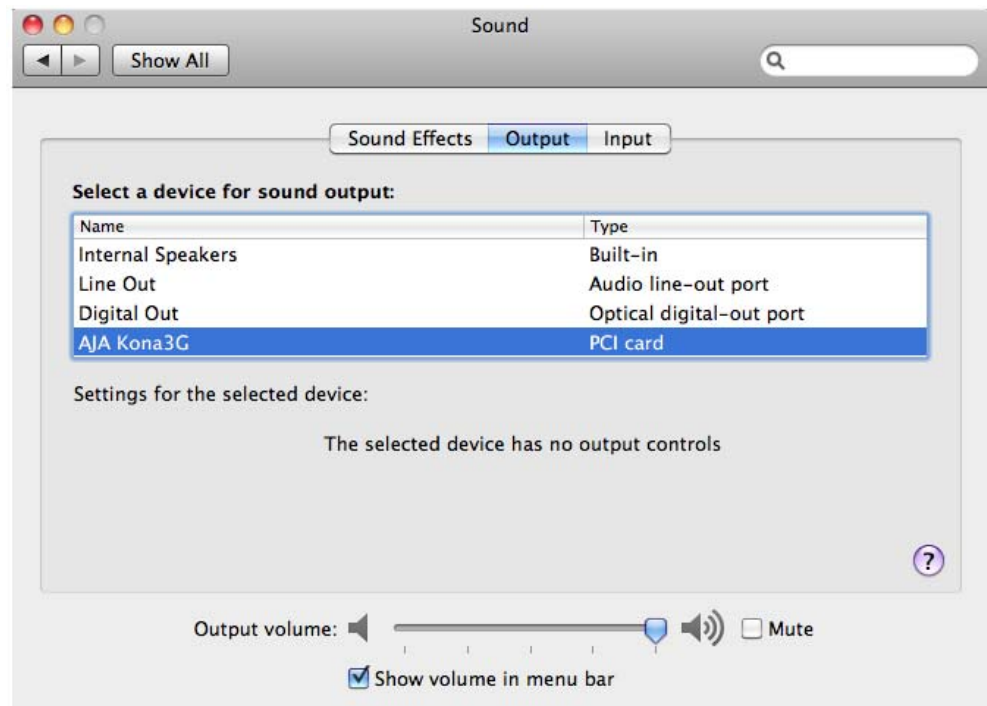 Sound
Show All
Sound Effects Output Input
Select a device for sound output:
Name Type
Internal Speakers Built-in
Line Out Audio line-out port
Digital Out Optical digital-out port
AJA Kona3G PCI card
Settings for the selected device:
The selected device has no output controls
?
Output volume: Mute
Show volume in menu bar